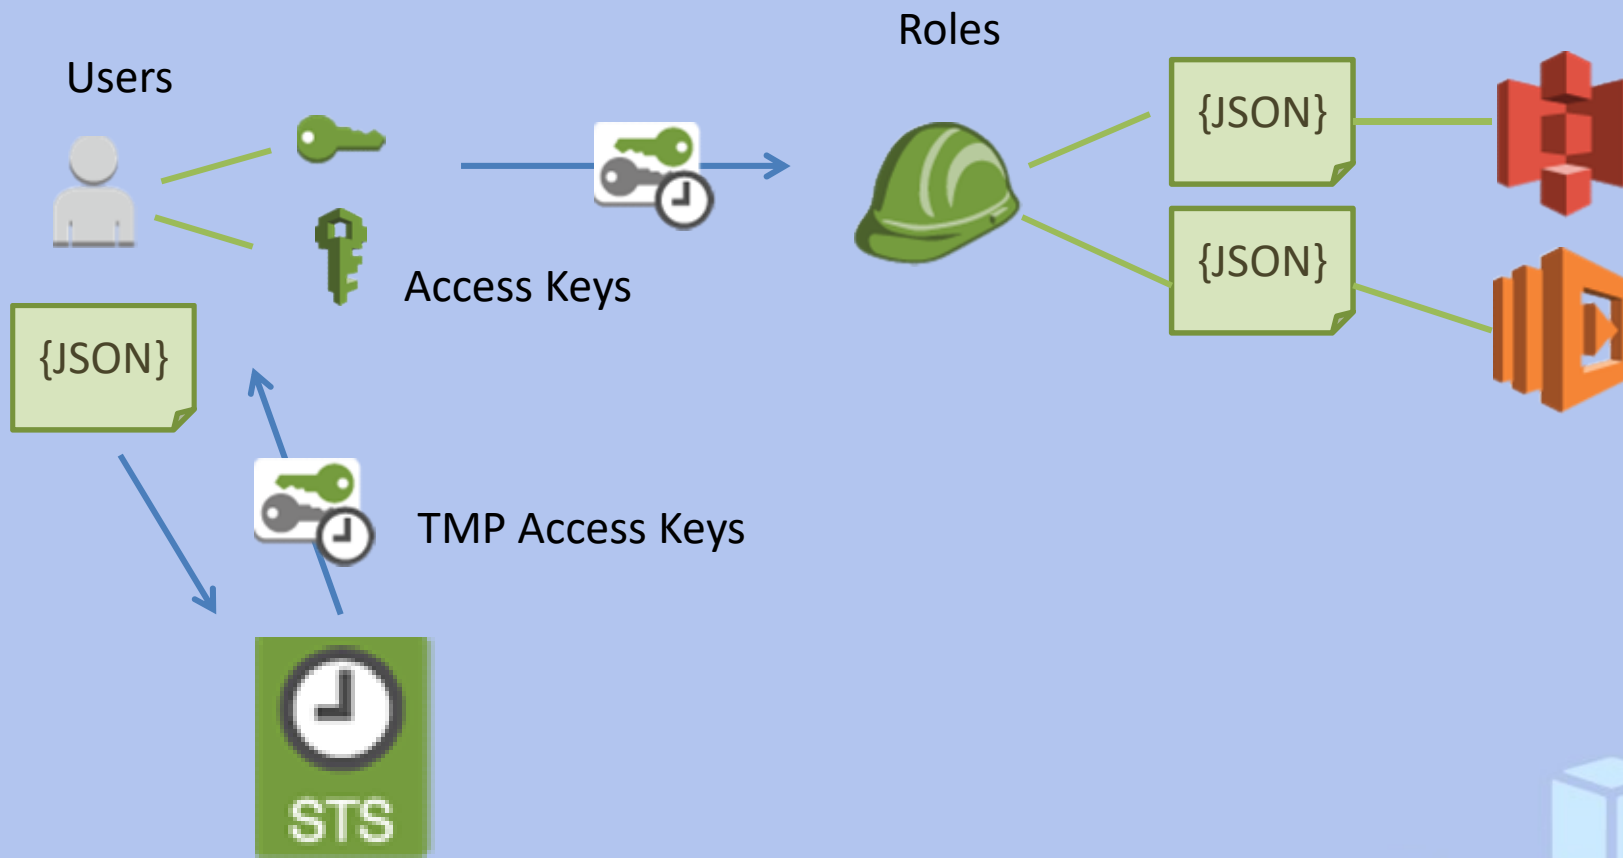 Roles
Users
{JSON}
{JSON}
Access Keys
{JSON}
TMP Access Keys
STS